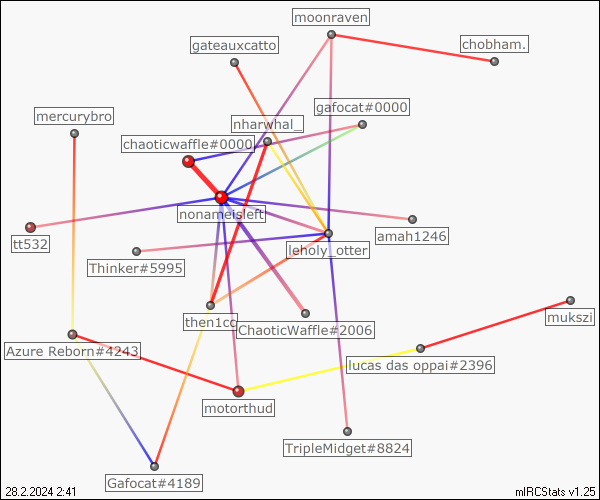 moonraven
gateauxcatto
chobham.
gafocat#0000
mercurybro
nharwhal_
chaoticwaffle#0000
nonameisleft
tt532
amah1246
leholy_otter
Thinker#5995
mukszi
then1cc
ChaoticWaffle#2006
Azure Reborn#4243
lucas das oppai#2396
motorthud
TripleMidget#8824
Gafocat#4189
28.2.2024 2:41
mIRCStats v1.25